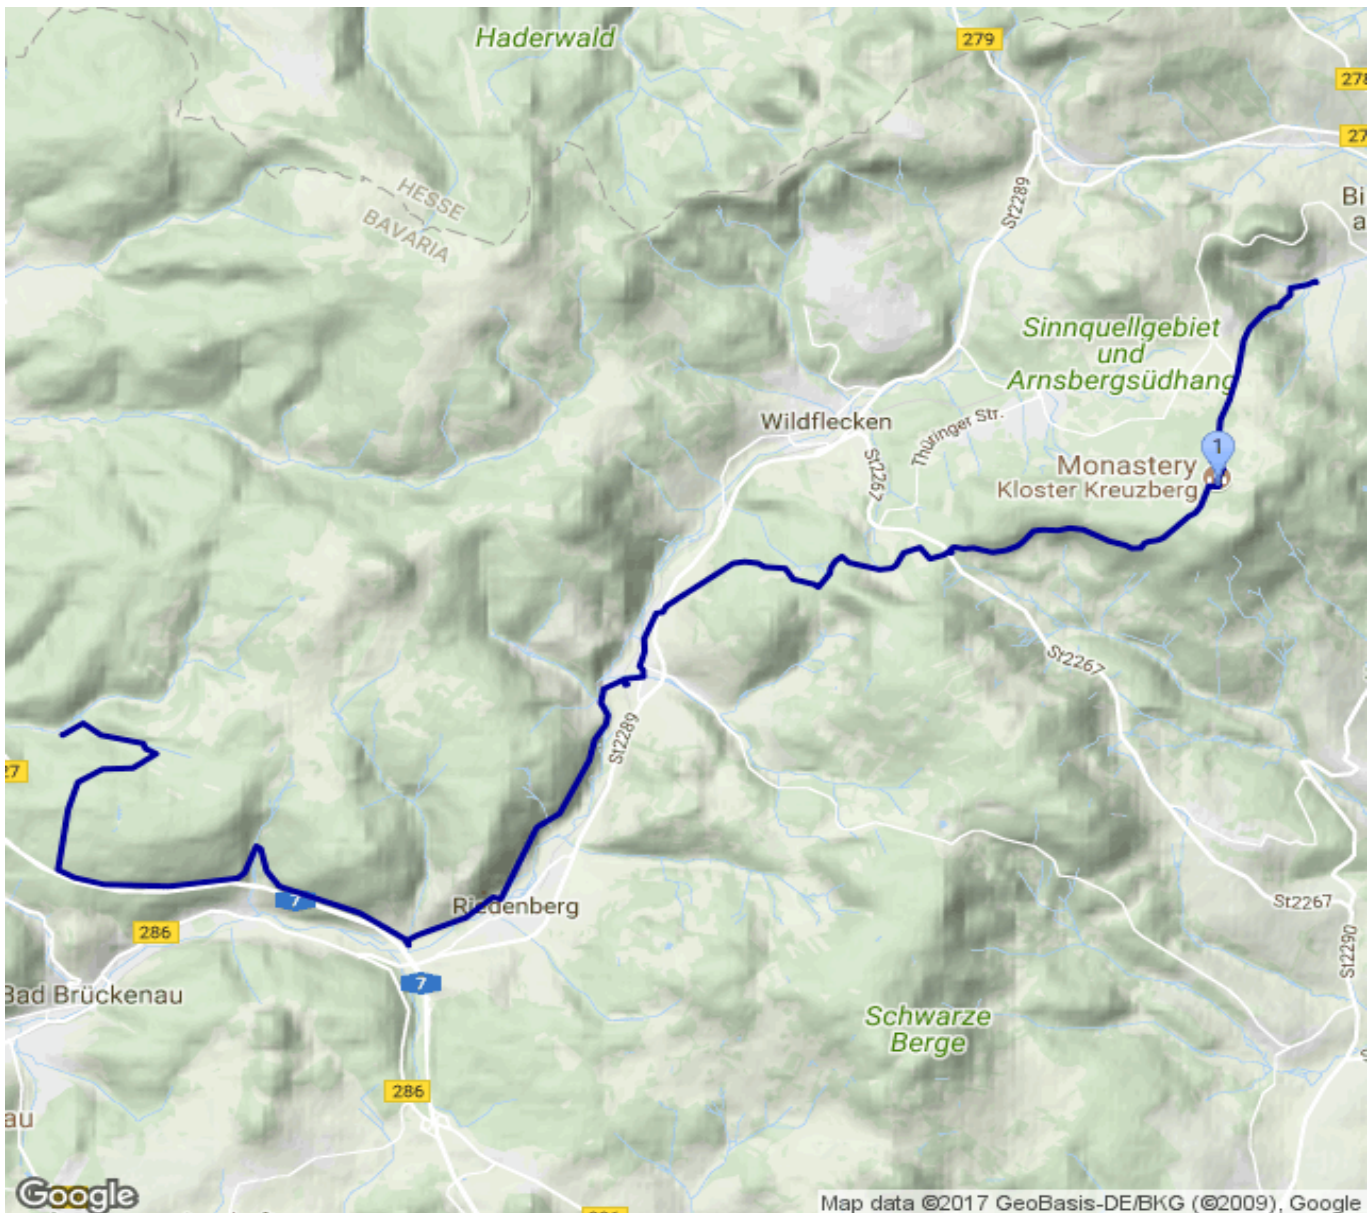 Haderwald
279
278
27
HESSE
BAVARIA
St2289
Bi
a
Sinnquellgebiet
und
Arnsbergsüdhang
Wildflecken
Thüringer Str.
St2267
1
Monastery
Kloster Kreuzberg
St2267
St2289
27
7
Riedenberg
St2267
286
St2290
7
Bad Brückenau
Schwarze
Berge
286
au
Google
Map data ©2017 GeoBasis-DE/BKG (©2009), Google